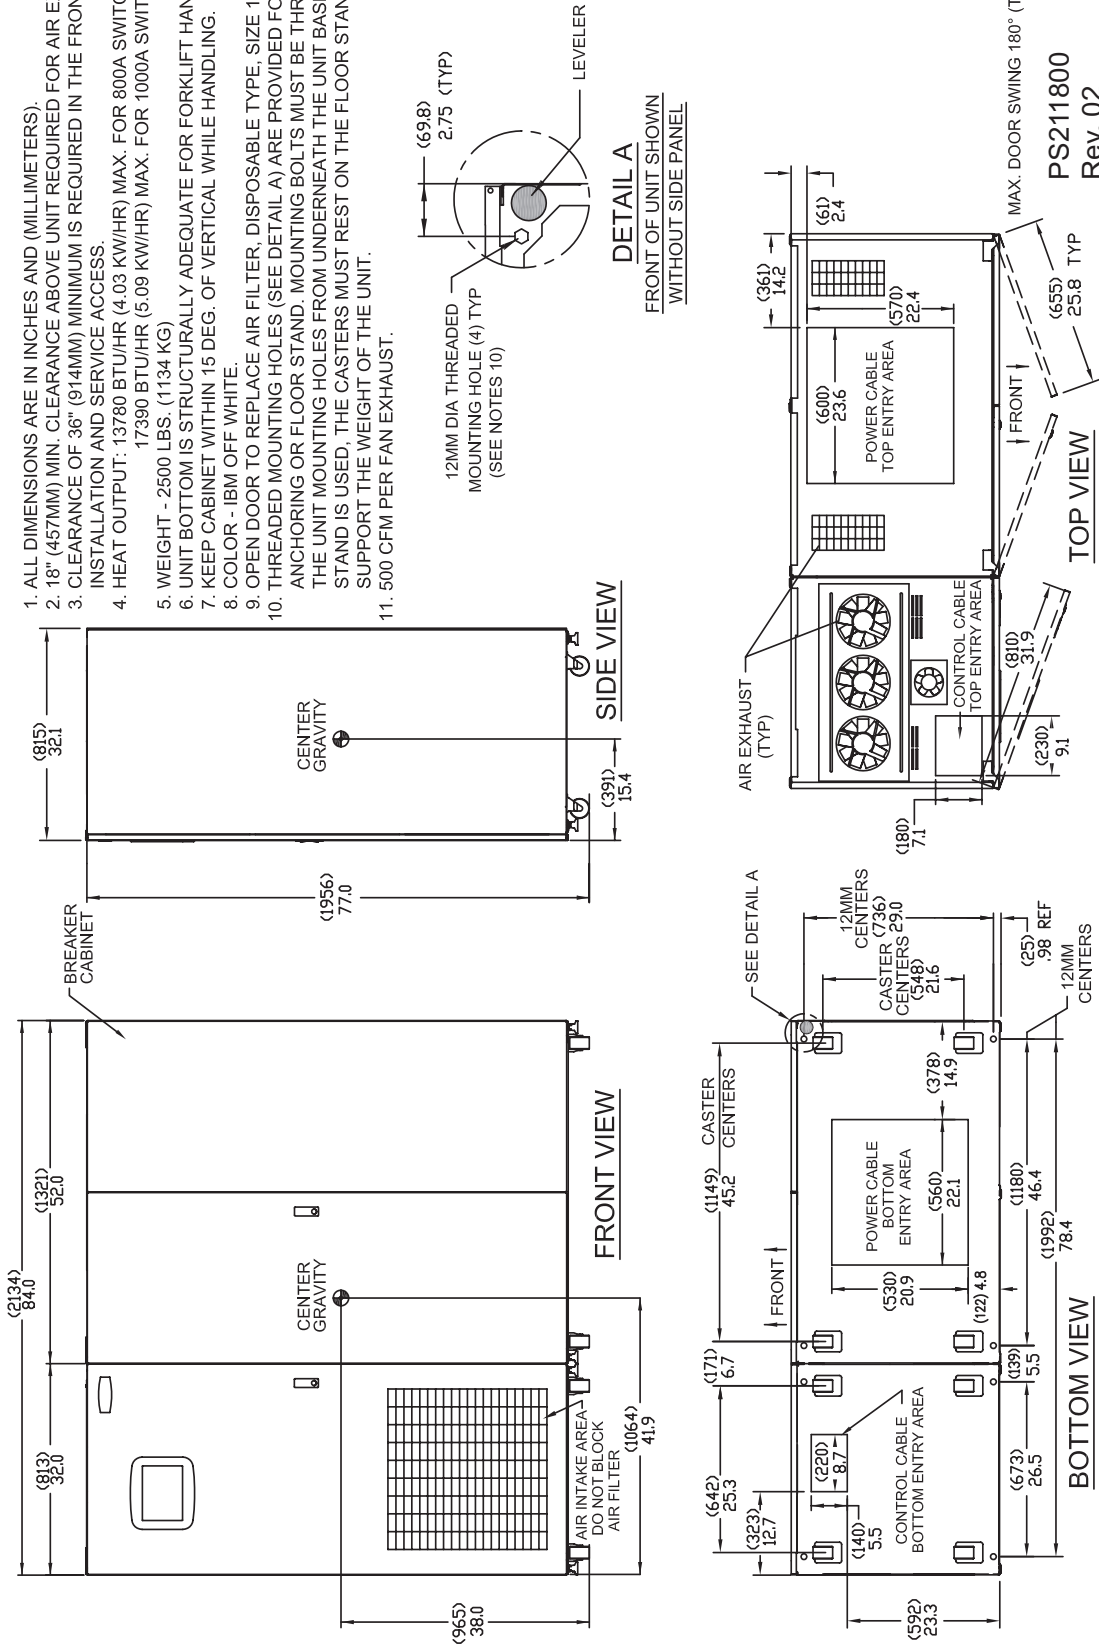 1. ALL DIMENSIONS ARE IN INCHES AND (MILLIMETERS).
2. 18" (457MM) MIN. CLEARANCE ABOVE UNIT REQUIRED FOR AIR
3. CLEARANCE OF 36" (914MM) MINIMUM IS REQUIRED IN THE
INSTALLATION AND SERVICE ACCESS.
4. HEAT OUTPUT: 13780 BTU/HR (4.03 KW/HR) MAX. FOR 800A
17390 BTU/HR (5.09 KW/HR) MAX. FOR 1000A
5. WEIGHT - 2500 LBS. (1134 KG)
6. UNIT BOTTOM IS STRUCTURALLY ADEQUATE FOR FORKLIFT
7. KEEP CABINET WITHIN 15 DEG. OF VERTICAL WHILE HANDLING.
8. COLOR - IBM OFF WHITE.
9. OPEN DOOR TO REPLACE AIR FILTER, DISPOSABLE TYPE, SIZE
10. THREADED MOUNTING HOLES (SEE DETAIL A) ARE PROVIDED
ANCHORING OR FLOOR STAND. MOUNTING BOLTS MUST BE
THE UNIT MOUNTING HOLES FROM UNDERNEATH THE UNIT
STAND IS USED, THE CASTERS MUST REST ON THE FLOOR
SUPPORT THE WEIGHT OF THE UNIT.
11. 500 CFM PER FAN EXHAUST.
(2134)
84.0
(813)
32.0
(1321)
52.0
BREAKER
CABINET
CENTER
GRAVITY
AIR INTAKE AREA
DO NOT BLOCK
AIR FILTER
(965)
38.0
(1064)
41.9
FRONT VIEW
(815)
32.1
(1956)
77.0
CENTER
GRAVITY
(391)
15.4
SIDE VIEW
12MM DIA THREADED
MOUNTING HOLE (4) TYP
(SEE NOTES 10)
(69.8)
2.75 (TYP)
LEVELER
DETAIL A
FRONT OF UNIT SHOWN
WITHOUT SIDE PANEL
(642)
25.3
(171)
6.7
(1149)
45.2
CASTER
CENTERS
SEE DETAIL A
(323)
12.7
(220)
8.7
(140)
5.5
CONTROL CABLE
BOTTOM ENTRY AREA
(592)
23.3
FRONT
POWER CABLE
BOTTOM
ENTRY AREA
(530)
20.9
(560)
22.1
(378)
14.9
(122) 4.8
CASTER
CENTERS
(548)
21.6
12MM
CENTERS
(736)
29.0
(25)
.98 REF
(673)
26.5
(139)
5.5
(1180)
46.4
(1992)
78.4
12MM
CENTERS
BOTTOM VIEW
AIR EXHAUST
(TYP)
(180)
7.1
(230)
9.1
CONTROL CABLE
TOP ENTRY AREA
(810)
31.9
(361)
14.2
(61)
2.4
(600)
23.6
(570)
22.4
POWER CABLE
TOP ENTRY AREA
FRONT
(655)
25.8 TYP
MAX. DOOR SWING 180°
TOP VIEW
PS211800
Rev. 02